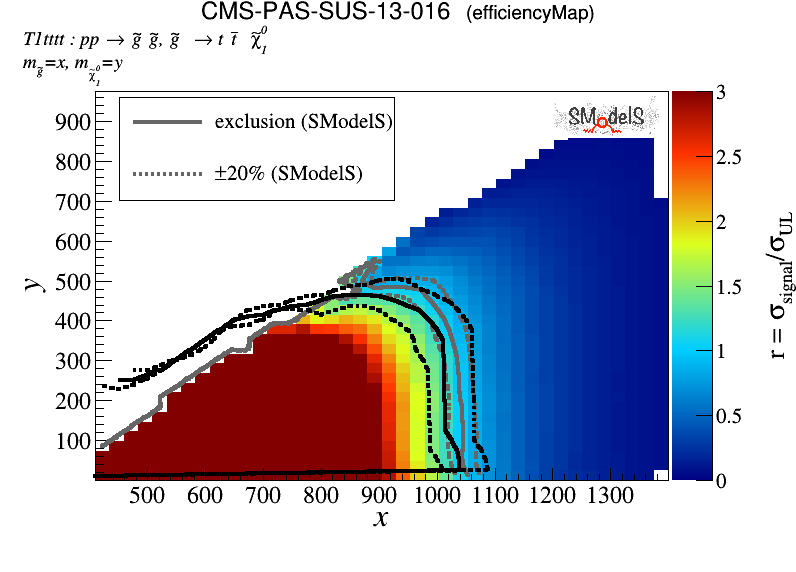 CMS-PAS-SUS-13-016 (efficiencyMap)
T1tttt : pp → g̃ g̃, g̃ → t t̄ χ̃⁰₁
m_g̃=x, m_χ̃⁰₁=y
exclusion (SModelS)
±20% (SModelS)
SModelS
900
800
700
600
500
400
300
200
100
y
500 600 700 800 900 1000 1100 1200 1300
x
3
2.5
2
1.5
1
0.5
0
r = σ_signal/σ_UL